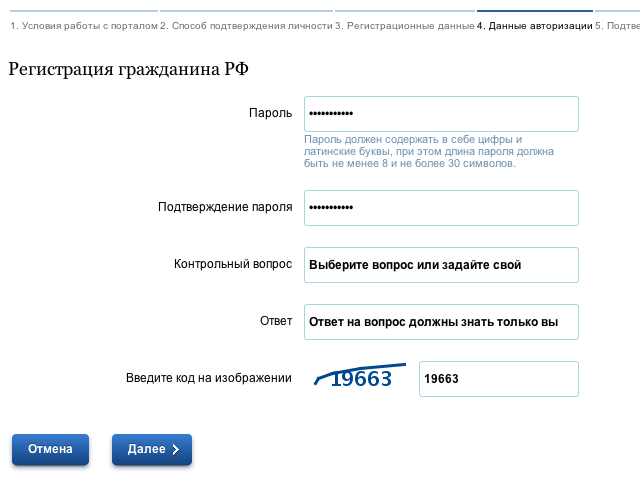 1. Условия работы с порталом 2. Способ подтверждения личности 3. Регистрационные данные 4. Данные авторизации 5. Подтве
Регистрация гражданина РФ
Пароль •••••••••••
Пароль должен содержать в себе цифры и
латинские буквы, при этом длина пароля должна
быть не менее 8 и не более 30 символов.
Подтверждение пароля •••••••••••
Контрольный вопрос Выберите вопрос или задайте свой
Ответ Ответ на вопрос должны знать только вы
Введите код на изображении 19663 19663
Отмена Далее